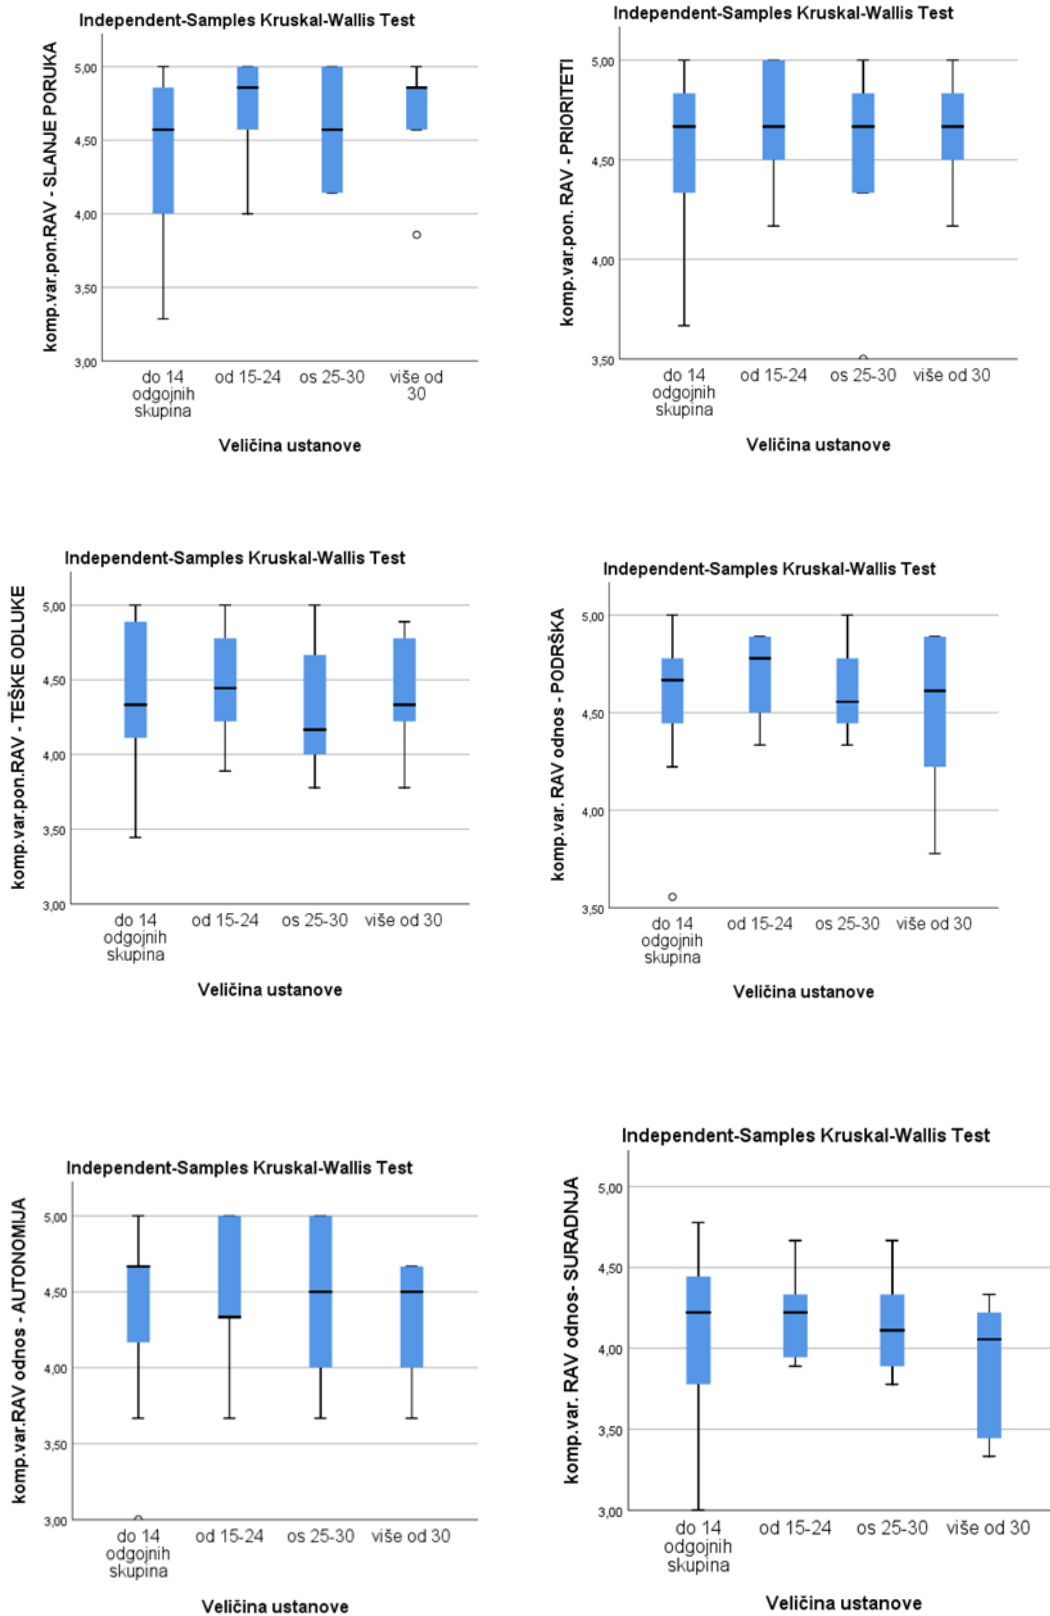 Independent-Samples Kruskal-Wallis Test
komp.var.pon.RAV - SLANJE PORUKA
5,00
4,50
4,00
3,50
3,00
do 14
odgojnih
skupina
od 15-24
os 25-30
više od
30
Veličina ustanove
Independent-Samples Kruskal-Wallis Test
komp.var.pon. RAV - PRIORITETI
5,00
4,50
4,00
3,50
do 14
odgojnih
skupina
od 15-24
os 25-30
više od 30
Veličina ustanove
Independent-Samples Kruskal-Wallis Test
komp.var.pon.RAV - TEŠKE ODLUKE
5,00
4,50
4,00
3,50
3,00
do 14
odgojnih
skupina
od 15-24
os 25-30
više od 30
Veličina ustanove
Independent-Samples Kruskal-Wallis Test
komp.var. RAV odnos - PODRŠKA
5,00
4,50
4,00
3,50
do 14
odgojnih
skupina
od 15-24
os 25-30
više od 30
Veličina ustanove
Independent-Samples Kruskal-Wallis Test
komp.var.RAV odnos - AUTONOMIJA
5,00
4,50
4,00
3,50
3,00
do 14
odgojnih
skupina
od 15-24
os 25-30
više od 30
Veličina ustanove
Independent-Samples Kruskal-Wallis Test
komp.var. RAV odnos- SURADNJA
5,00
4,50
4,00
3,50
3,00
do 14
odgojnih
skupina
od 15-24
os 25-30
više od 30
Veličina ustanove